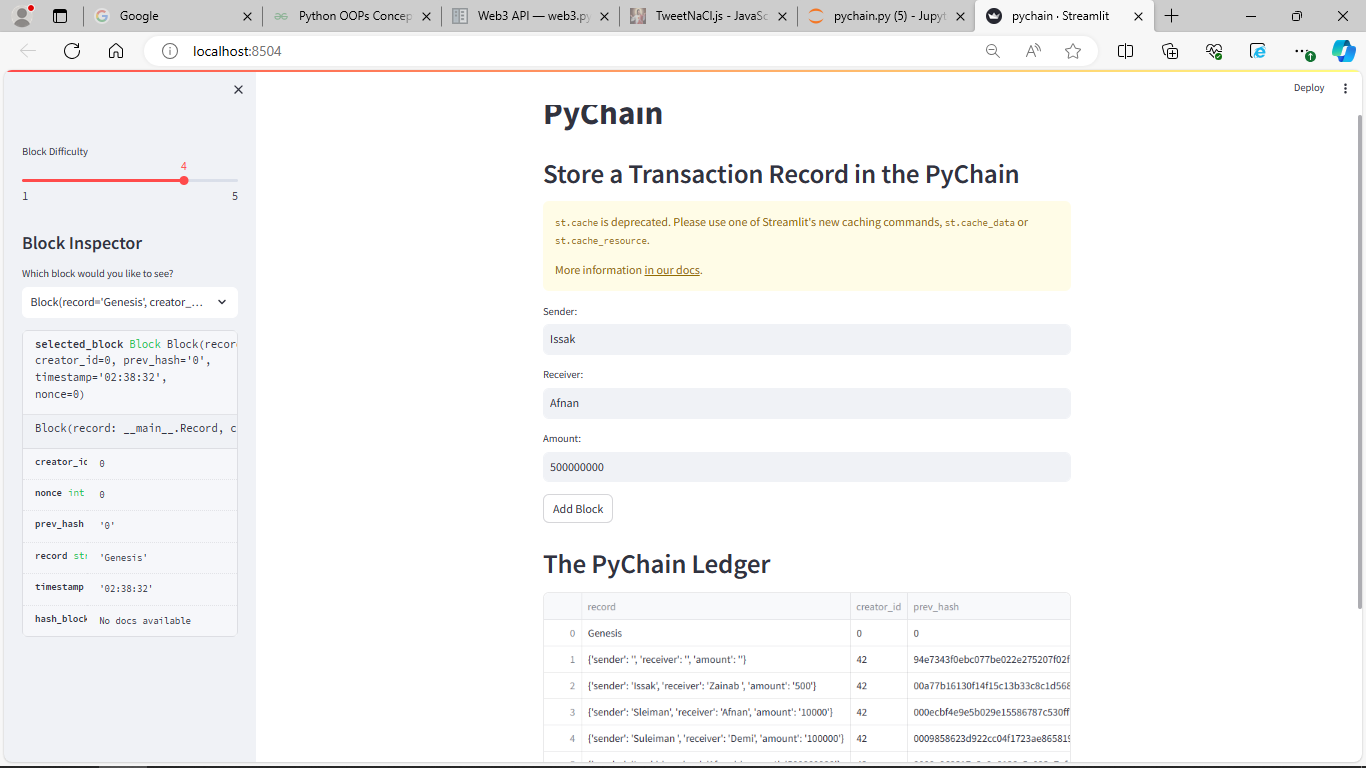 Google
Python OOPs Concep
Web3 API — web3.py
TweetNaCl.js - JavaSc
pychain.py (5) - Jupyt
pychain · Streamlit
localhost:8504
Deploy
Block Difficulty
4
1
5
Block Inspector
Which block would you like to see?
Block(record='Genesis', creator_...
selected_block Block Block(recor
creator_id=0, prev_hash='0',
timestamp='02:38:32',
nonce=0)
Block(record: __main__.Record, c
creator_id 0
nonce int 0
prev_hash '0'
record str 'Genesis'
timestamp '02:38:32'
hash_block No docs available
PyChain
Store a Transaction Record in the PyChain
st.cache is deprecated. Please use one of Streamlit's new caching commands, st.cache_data or
st.cache_resource.
More information in our docs.
Sender:
Issak
Receiver:
Afnan
Amount:
500000000
Add Block
The PyChain Ledger
record creator_id prev_hash
0 Genesis 0 0
1 {'sender': '', 'receiver': '', 'amount': ''} 42 94e7343f0ebc077be022e275207f02f
2 {'sender': 'Issak', 'receiver': 'Zainab ', 'amount': '500'} 42 00a77b16130f14f15c13b33c8c1d568
3 {'sender': 'Sleiman', 'receiver': 'Afnan', 'amount': '10000'} 42 000ecbf4e9e5b029e15586787c530ff
4 {'sender': 'Suleiman ', 'receiver': 'Demi', 'amount': '100000'} 42 0009858623d922cc04f1723ae865819